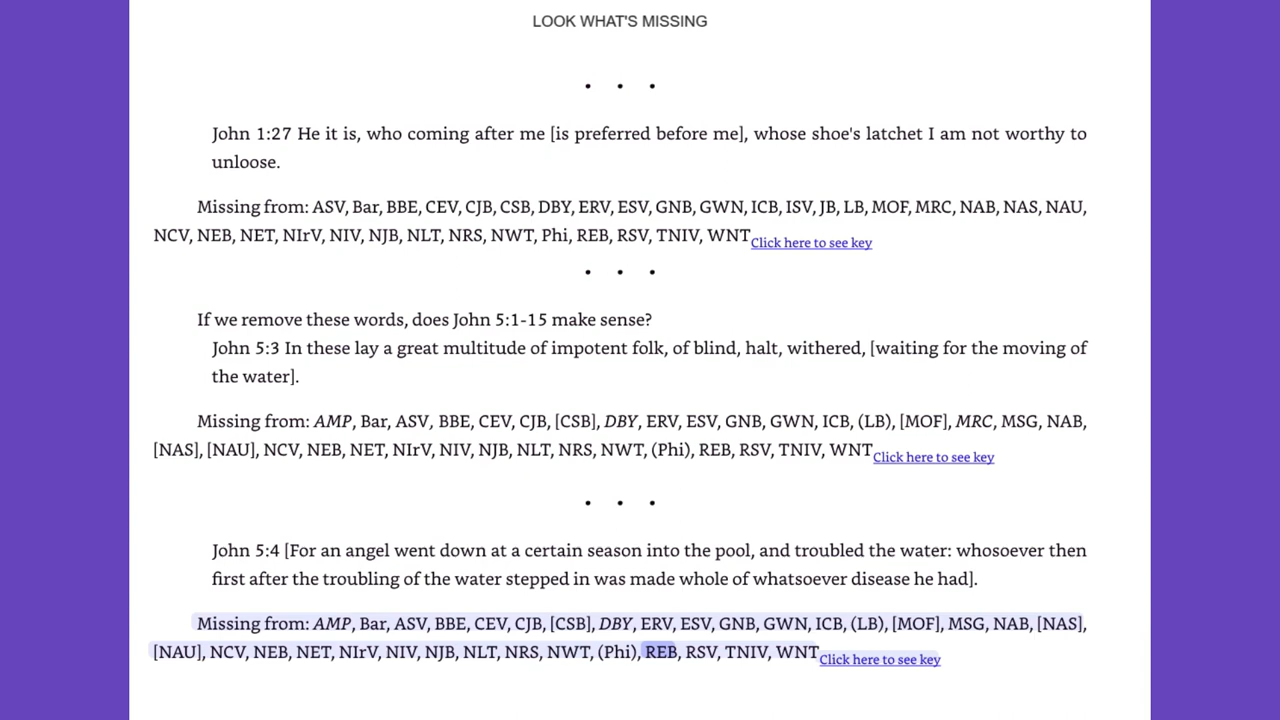 LOOK WHAT'S MISSING
• • •
John 1:27 He it is, who coming after me [is preferred before me], whose shoe's latchet I am not worthy to
unloose.
Missing from: ASV, Bar, BBE, CEV, CJB, CSB, DBY, ERV, ESV, GNB, GWN, ICB, ISV, JB, LB, MOF, MRC, NAB, NAS, NAU,
NCV, NEB, NET, NIrV, NIV, NJB, NLT, NRS, NWT, Phi, REB, RSV, TNIV, WNT Click here to see key
• • •
If we remove these words, does John 5:1-15 make sense?
John 5:3 In these lay a great multitude of impotent folk, of blind, halt, withered, [waiting for the moving of
the water].
Missing from: AMP, Bar, ASV, BBE, CEV, CJB, [CSB], DBY, ERV, ESV, GNB, GWN, ICB, (LB), [MOF], MRC, MSG, NAB,
[NAS], [NAU], NCV, NEB, NET, NIrV, NIV, NJB, NLT, NRS, NWT, (Phi), REB, RSV, TNIV, WNT Click here to see key
• • •
John 5:4 [For an angel went down at a certain season into the pool, and troubled the water: whosoever then
first after the troubling of the water stepped in was made whole of whatsoever disease he had].
Missing from: AMP, Bar, ASV, BBE, CEV, CJB, [CSB], DBY, ERV, ESV, GNB, GWN, ICB, (LB), [MOF], MSG, NAB, [NAS],
[NAU], NCV, NEB, NET, NIrV, NIV, NJB, NLT, NRS, NWT, (Phi), REB, RSV, TNIV, WNT Click here to see key